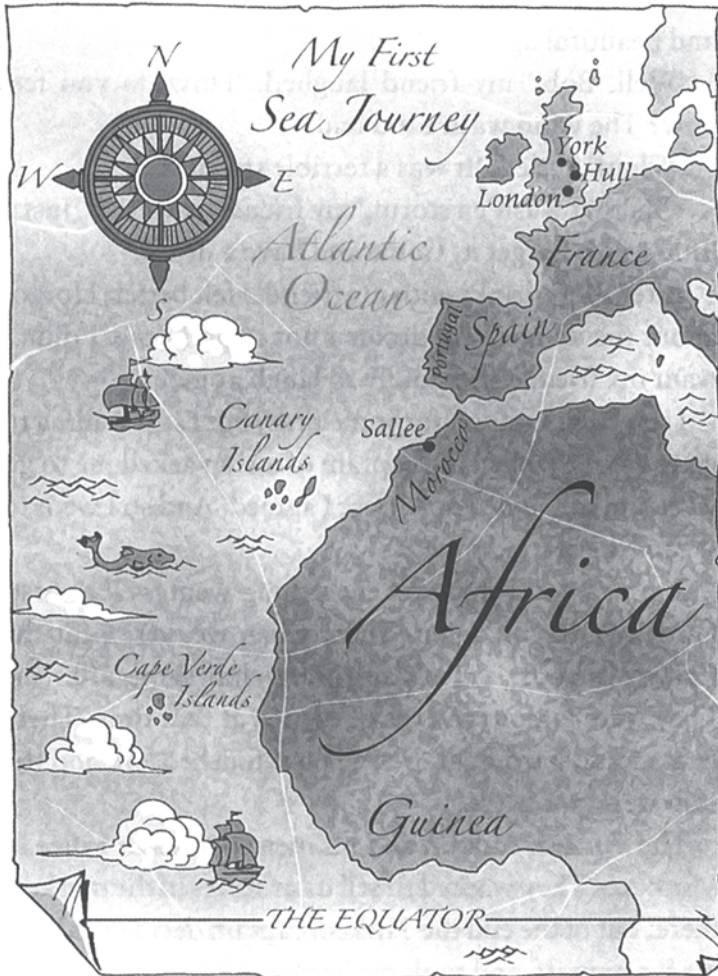 My First
Sea Journey
N
W
E
S
York
Hull
London
Atlantic
Ocean
France
Portugal
Spain
Canary
Islands
Sallee
Morocco
Africa
Cape Verde
Islands
Guinea
THE EQUATOR